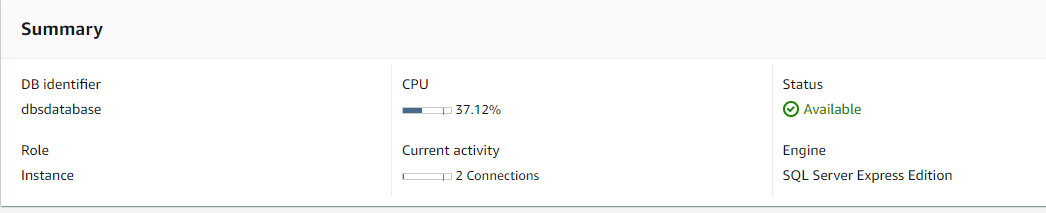 Summary
DB identifier
dbsdatabase
CPU
37.12%
Status
Available
Role
Instance
Current activity
2 Connections
Engine
SQL Server Express Edition